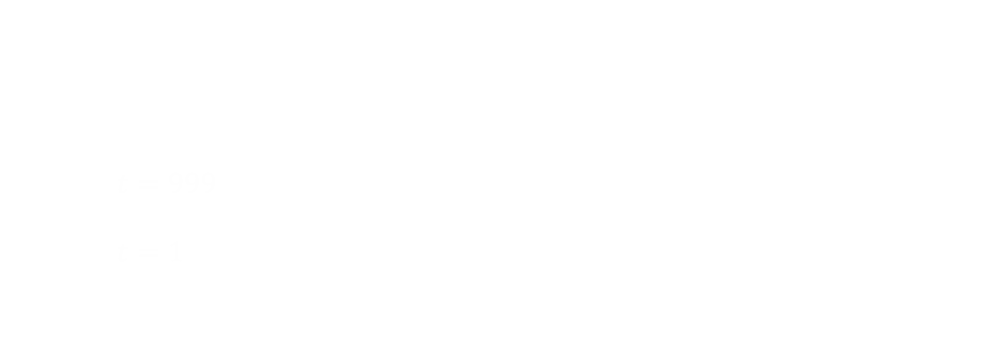 t = 999
t = 1